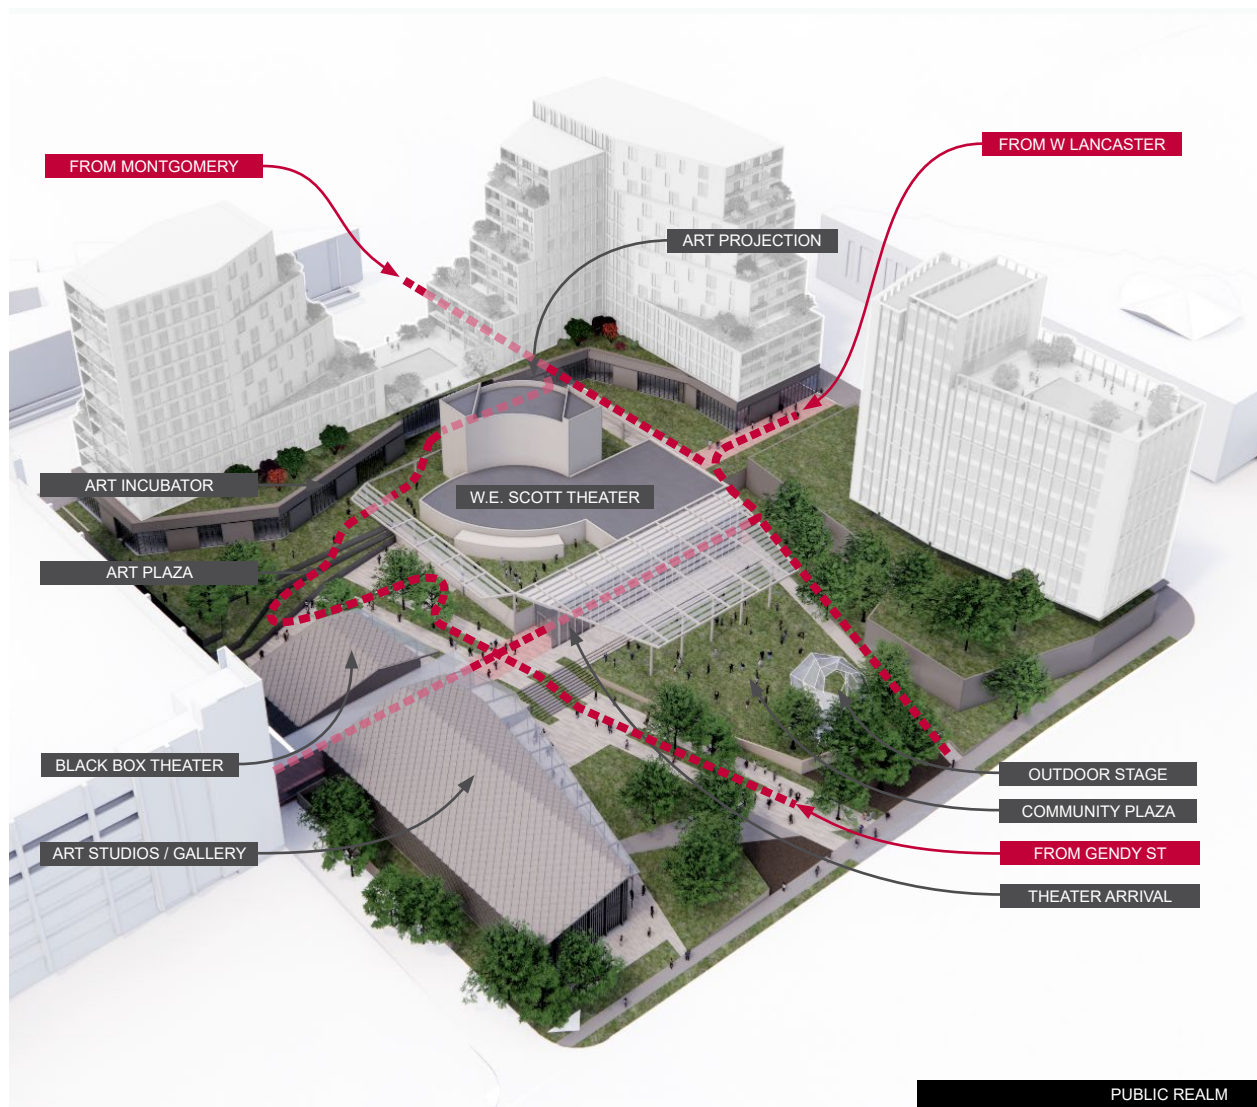 FROM MONTGOMERY
FROM W LANCASTER
ART PROJECTION
ART INCUBATOR
W.E. SCOTT THEATER
ART PLAZA
BLACK BOX THEATER
OUTDOOR STAGE
COMMUNITY PLAZA
ART STUDIOS / GALLERY
FROM GENDY ST
THEATER ARRIVAL
PUBLIC REALM